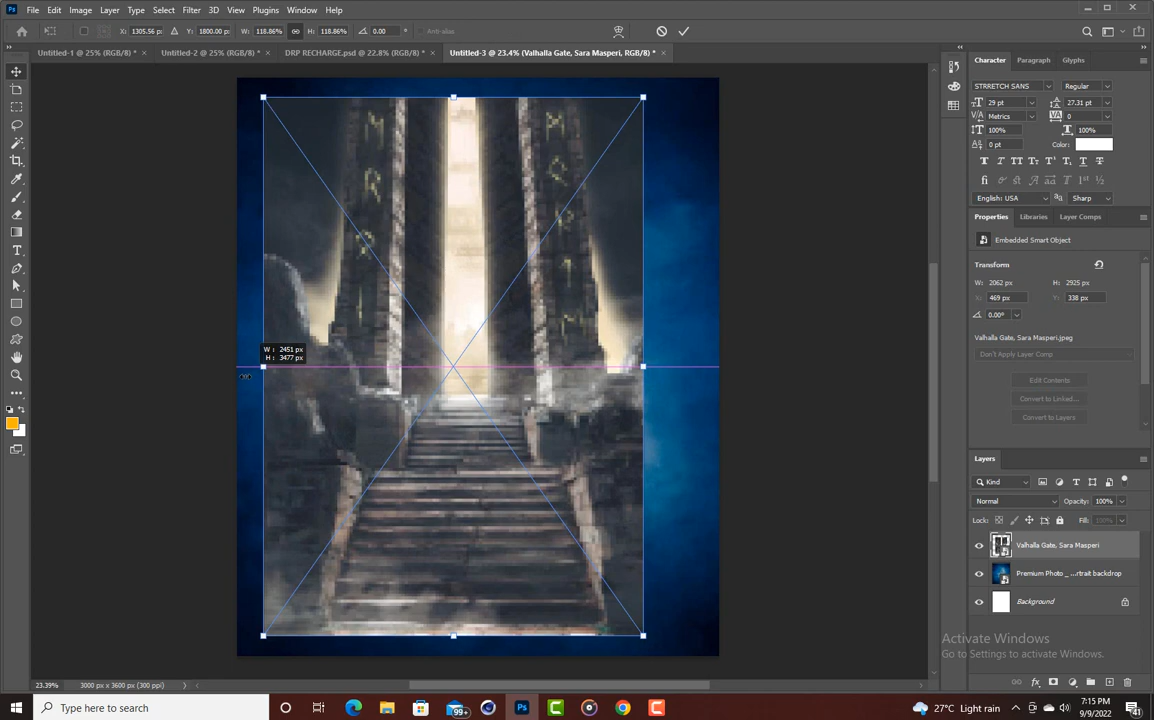 Ps File Edit Image Layer Type Select Filter 3D View Plugins Window Help
X: 1305.56 px Y: 1800.00 px W: 118.86% H: 118.86% 0.00 Anti-alias
Untitled-1 @ 25% (RGB/8) * × Untitled-2 @ 25% (RGB/8) * × DRP RECHARGE.psd @ 22.8% (RGB/8) * × Untitled-3 @ 23.4% (Valhalla Gate, Sara Masperi, RGB/8) * ×
Character Paragraph Glyphs
STRRETCH SANS Regular
29 pt 27.31 pt
Metrics 0
100% 100%
0 pt Color:
English: USA Sharp
Properties Libraries Layer Comps
Embedded Smart Object
Transform
W: 2062 px H: 2925 px
X: 469 px Y: 338 px
0.00°
Valhalla Gate, Sara Masperi.jpeg
Don't Apply Layer Comp
Edit Contents
Convert to Linked...
Convert to Layers
W: 2451 px
H: 3477 px
Layers
Kind
Normal Opacity: 100%
Lock: Fill: 100%
Valhalla Gate, Sara Masperi
Premium Photo _ ...rtrait backdrop
Background
Activate Windows
Go to Settings to activate Windows.
23.39% 3000 px x 3600 px (300 ppi)
Type here to search
99+
27°C Light rain
7:15 PM
9/9/2022
41